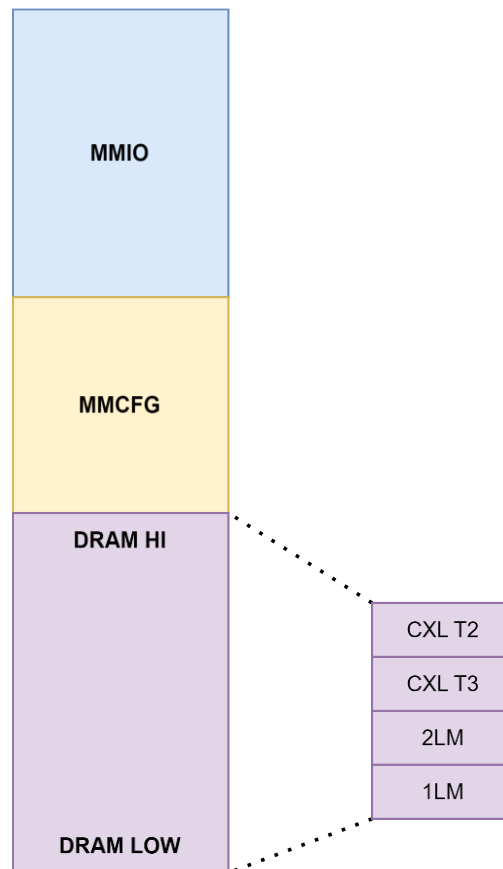 MMIO
MMCFG
DRAM HI
CXL T2
CXL T3
2LM
1LM
DRAM LOW